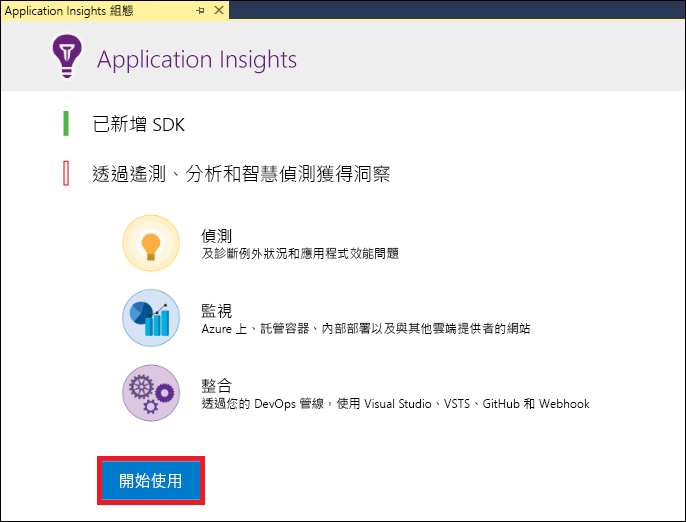 Application Insights 組態
Application Insights
已新增 SDK
透過遙測、分析和智慧偵測獲得洞察
偵測
及診斷例外狀況和應用程式效能問題
監視
Azure 上、託管容器、內部部署以及與其他雲端提供者的網站
整合
透過您的 DevOps 管線，使用 Visual Studio、VSTS、GitHub 和 Webhook
開始使用